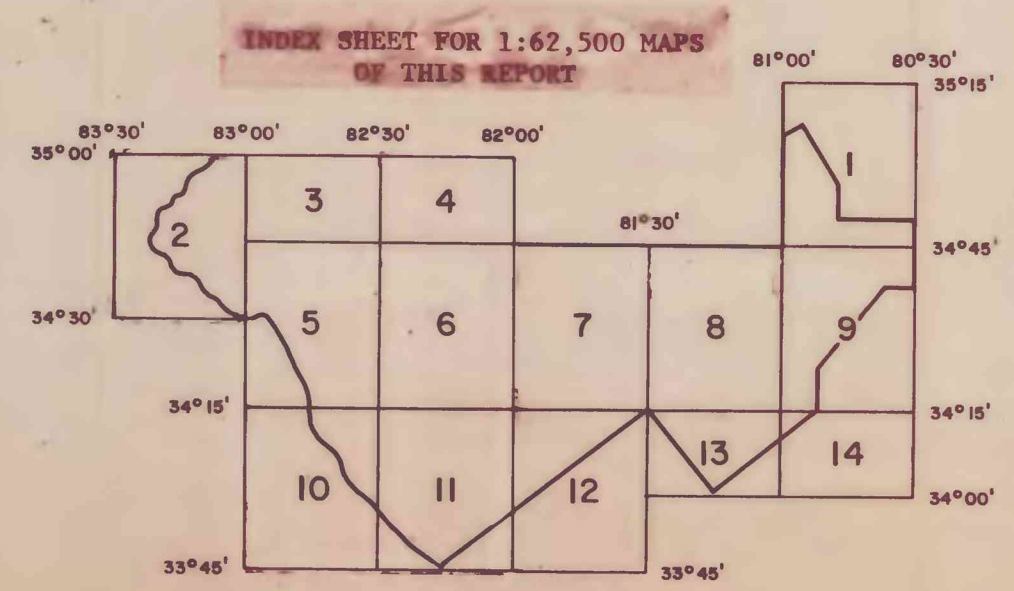 INDEX SHEET FOR 1:62,500 MAPS
OF THIS REPORT
81°00' 80°30'
35°15'
83°30' 83°00' 82°30' 82°00'
35°00'
1
3 4
2
81°30'
34°45'
34°30'
5 6 7 8 9
34°15' 34°15'
13 14
10 11 12
34°00'
33°45' 33°45'